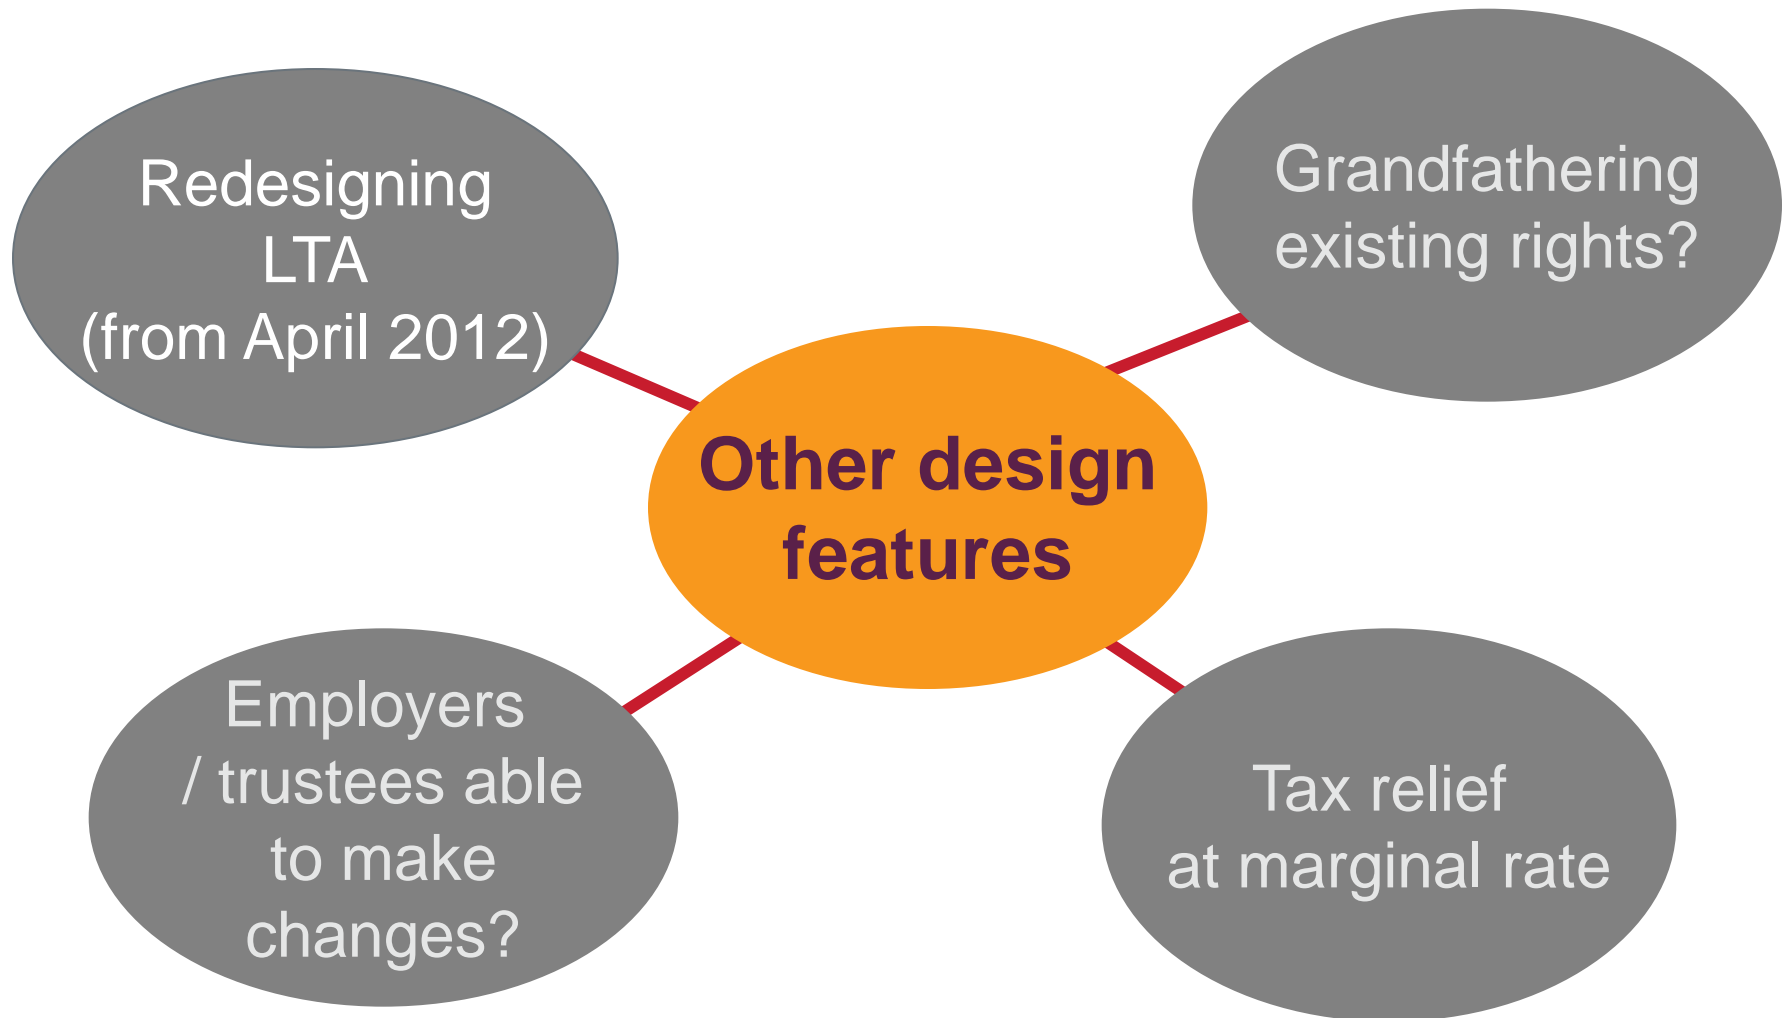 Redesigning
LTA
(from April 2012)
Grandfathering
existing rights?
Other design
features
Employers
/ trustees able
to make
changes?
Tax relief
at marginal rate